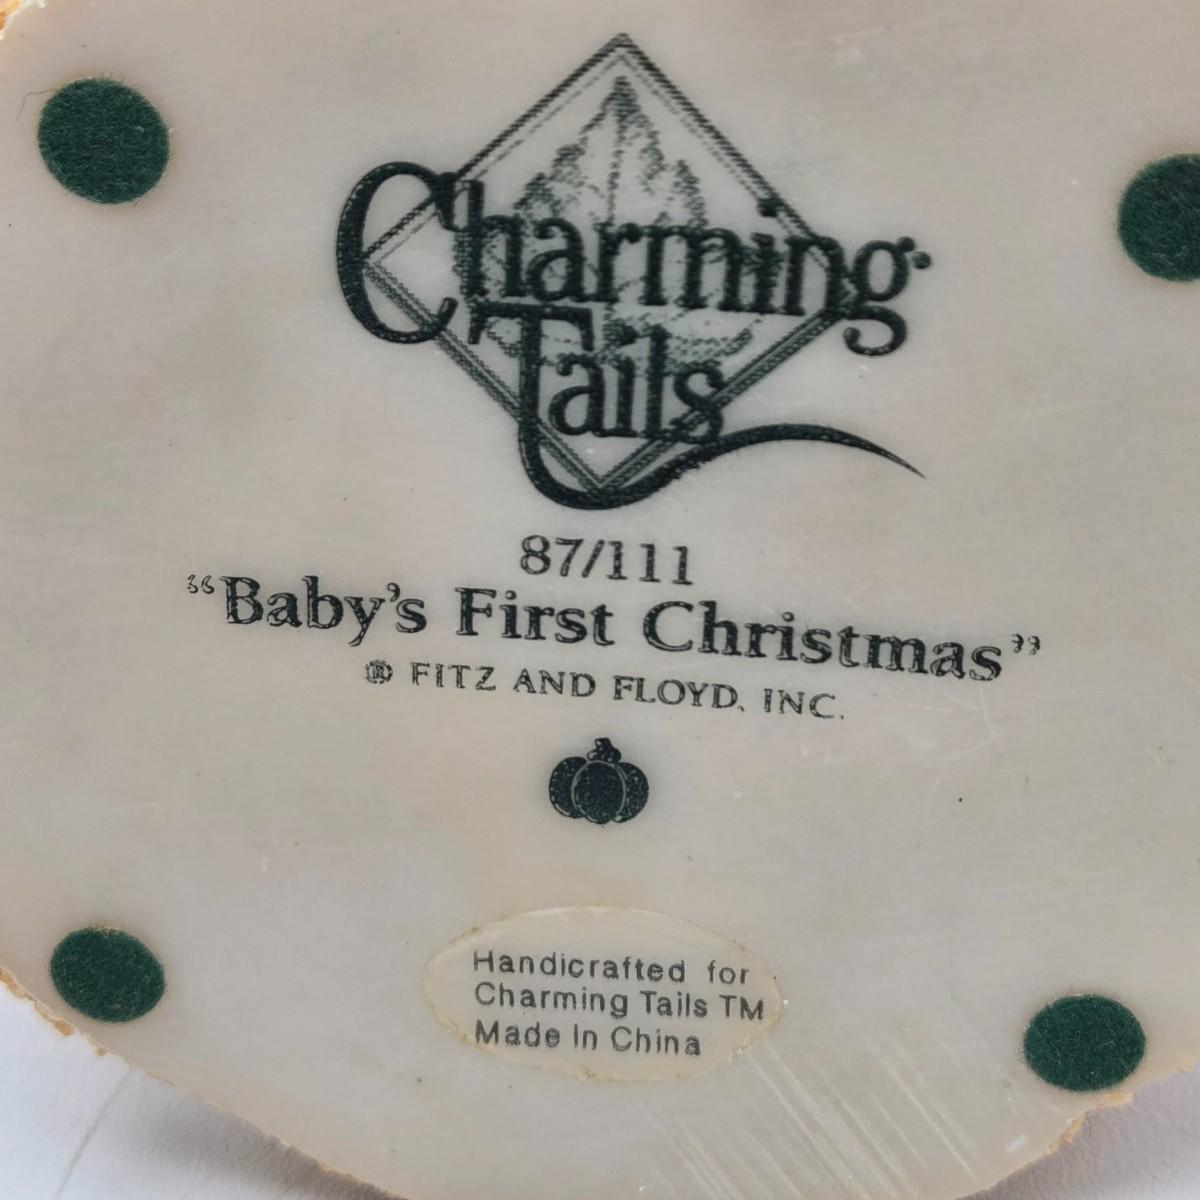 Charming
Tails
87/111
“Baby’s First Christmas”
® FITZ AND FLOYD, INC.
Handicrafted for
Charming Tails TM
Made In China